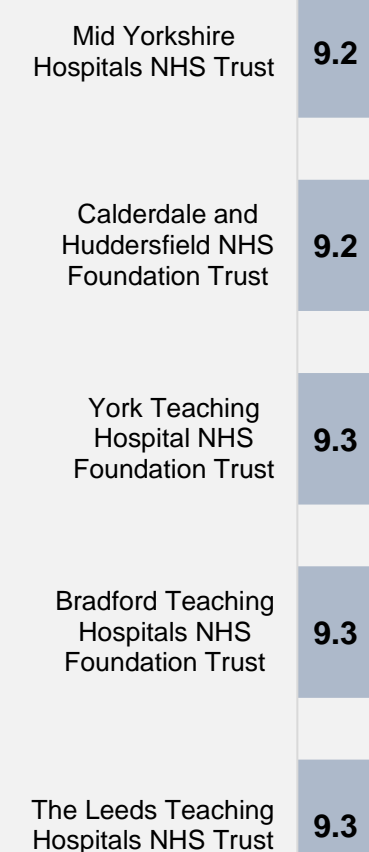 Mid Yorkshire
Hospitals NHS Trust
9.2
Calderdale and
Huddersfield NHS
Foundation Trust
9.2
York Teaching
Hospital NHS
Foundation Trust
9.3
Bradford Teaching
Hospitals NHS
Foundation Trust
9.3
The Leeds Teaching
Hospitals NHS Trust
9.3